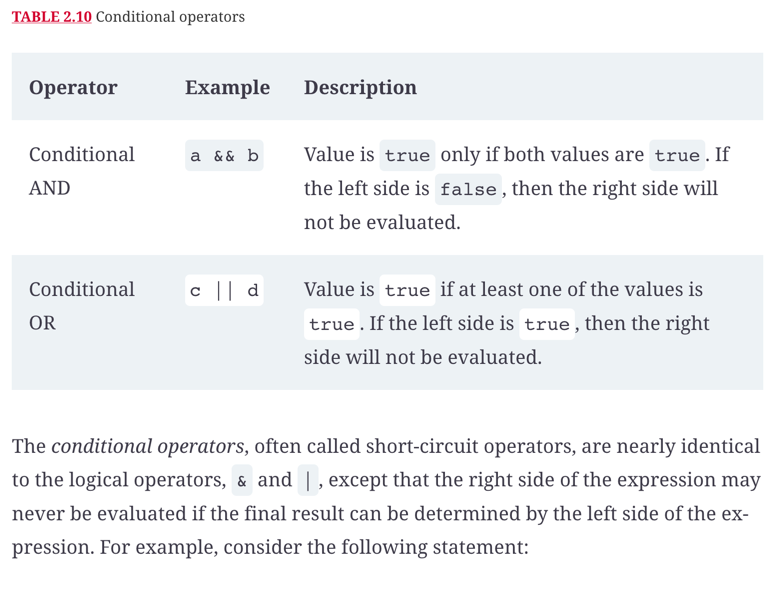 TABLE 2.10 Conditional operators
Operator Example Description
Conditional AND a && b Value is true only if both values are true. If
the left side is false, then the right side will
not be evaluated.
Conditional OR c || d Value is true if at least one of the values is
true. If the left side is true, then the right
side will not be evaluated.
The conditional operators, often called short-circuit operators, are nearly identical
to the logical operators, & and |, except that the right side of the expression may
never be evaluated if the final result can be determined by the left side of the ex-
pression. For example, consider the following statement: